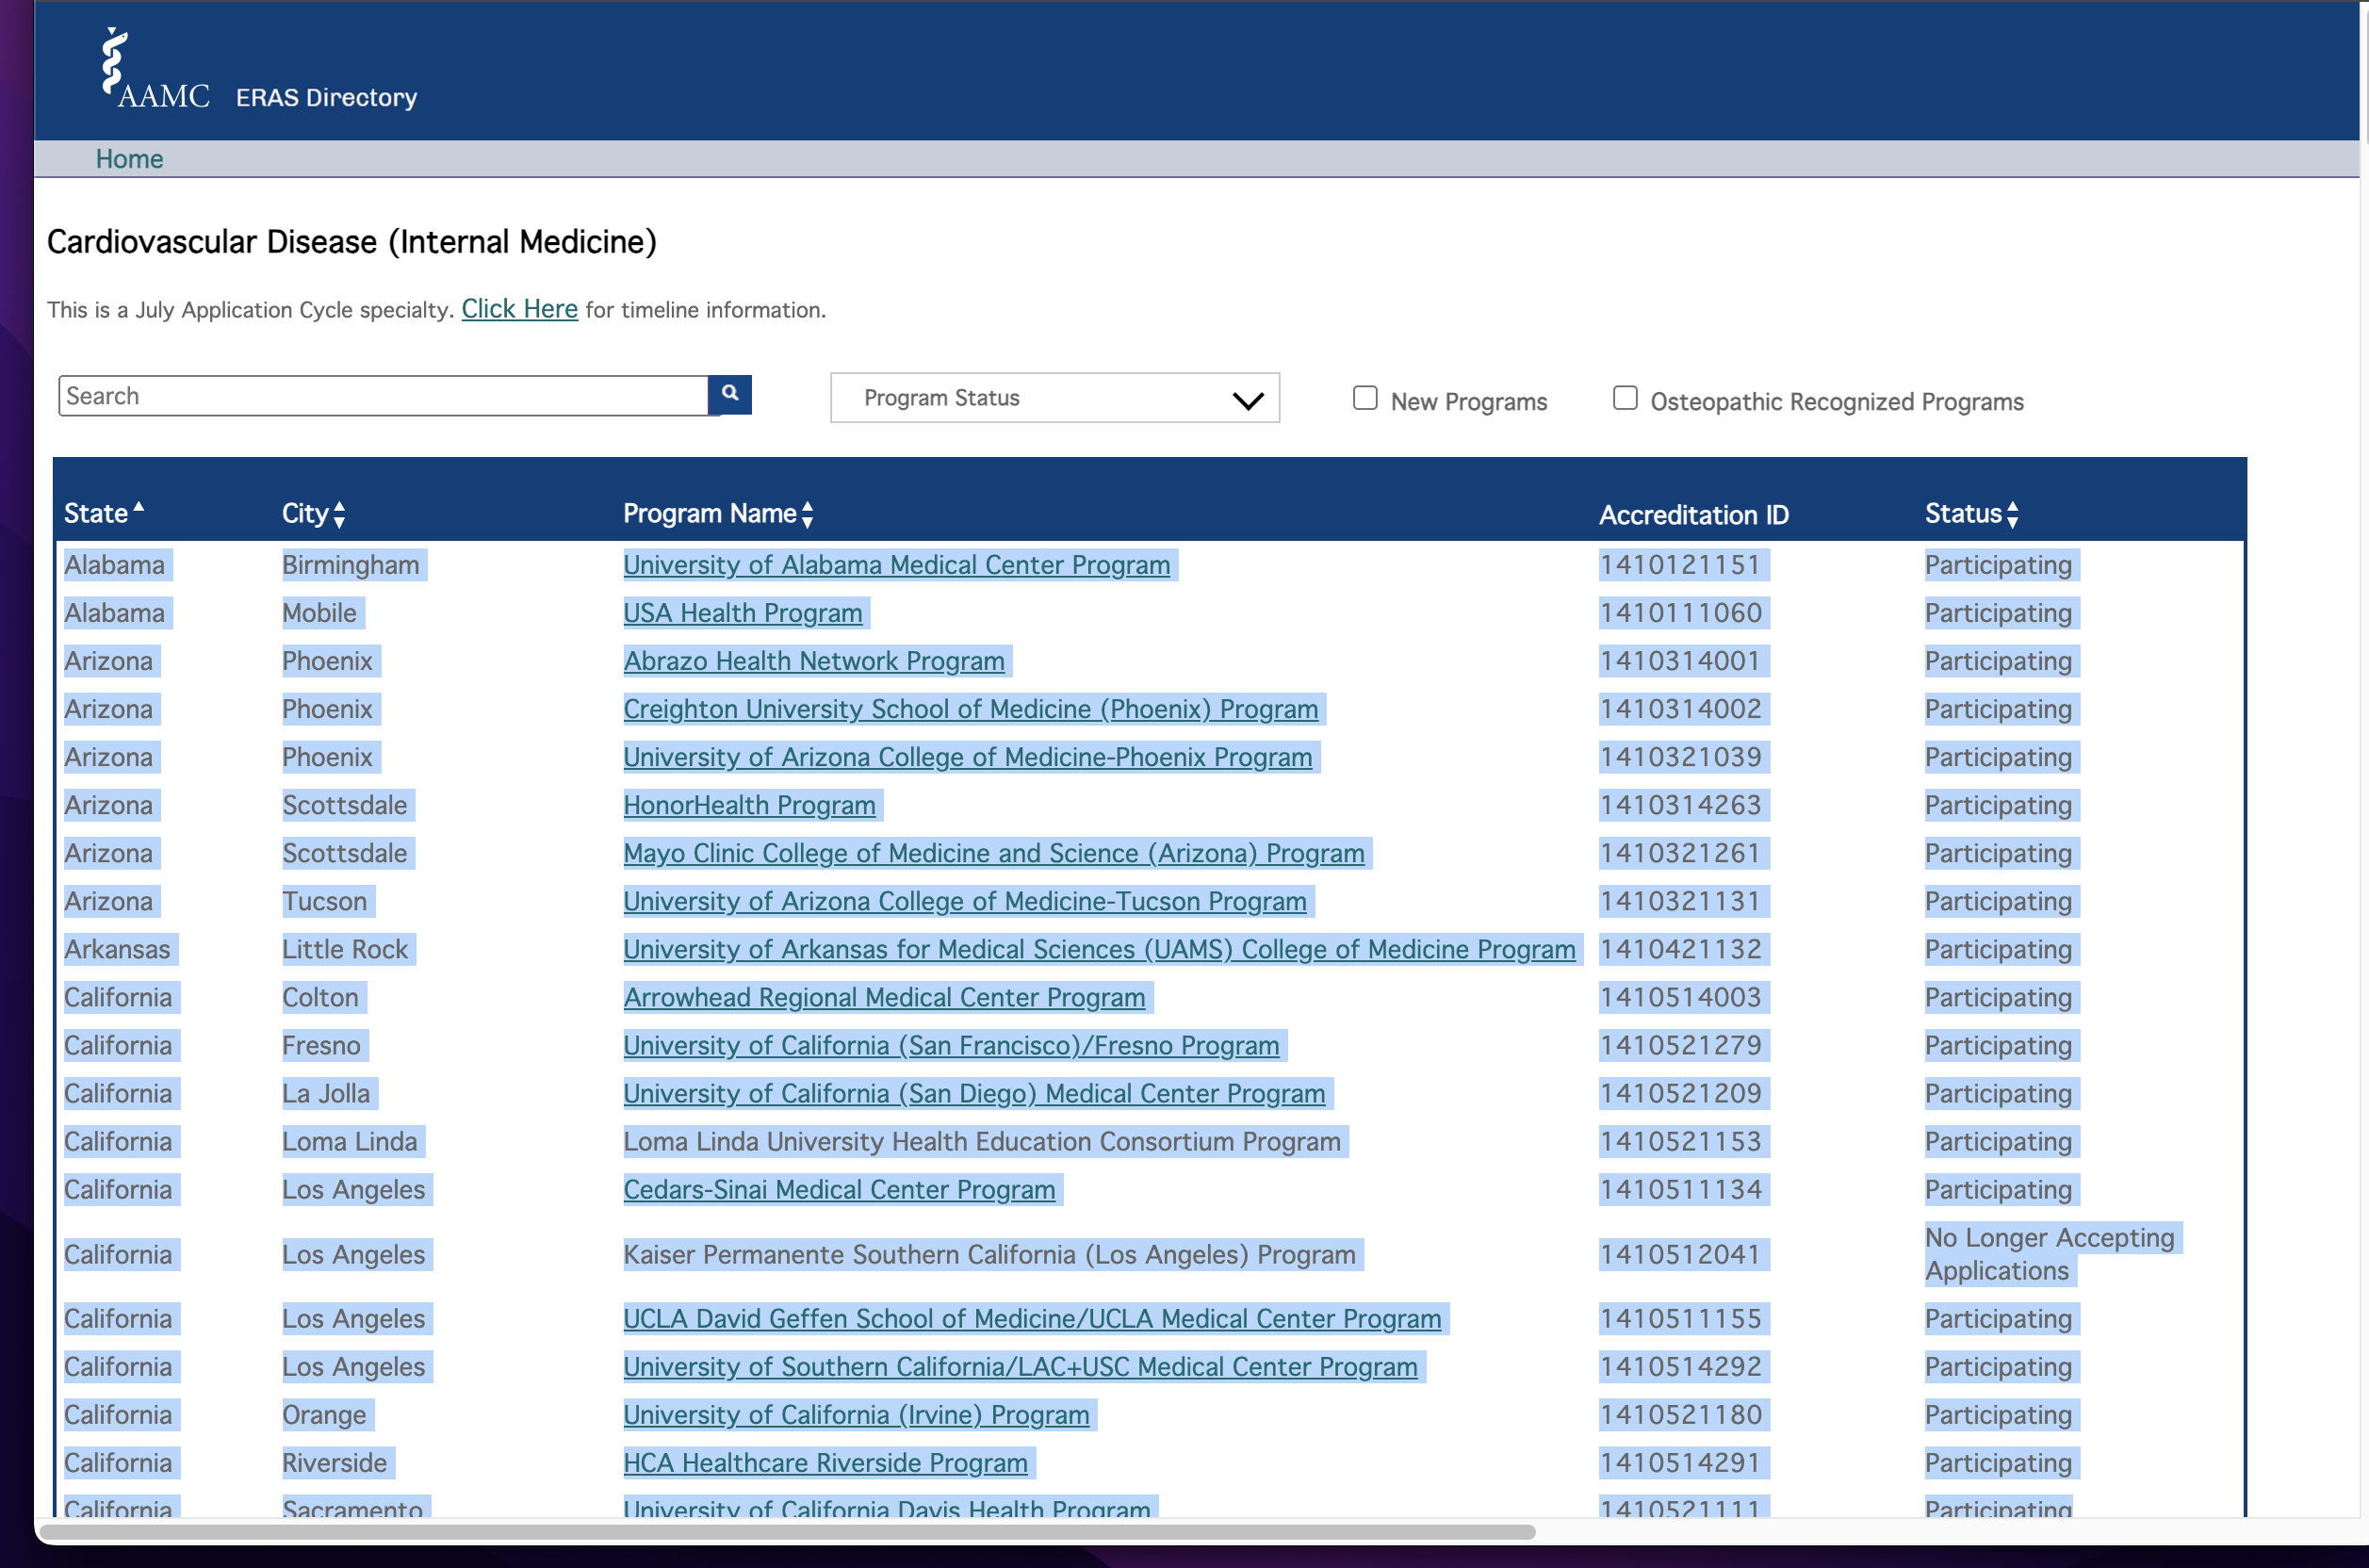 AAMC ERAS Directory
Home
Cardiovascular Disease (Internal Medicine)
This is a July Application Cycle specialty. Click Here for timeline information.
Search Program Status New Programs Osteopathic Recognized Programs
State City Program Name Accreditation ID Status
Alabama Birmingham University of Alabama Medical Center Program 1410121151 Participating
Alabama Mobile USA Health Program 1410111060 Participating
Arizona Phoenix Abrazo Health Network Program 1410314001 Participating
Arizona Phoenix Creighton University School of Medicine (Phoenix) Program 1410314002 Participating
Arizona Phoenix University of Arizona College of Medicine-Phoenix Program 1410321039 Participating
Arizona Scottsdale HonorHealth Program 1410314263 Participating
Arizona Scottsdale Mayo Clinic College of Medicine and Science (Arizona) Program 1410321261 Participating
Arizona Tucson University of Arizona College of Medicine-Tucson Program 1410321131 Participating
Arkansas Little Rock University of Arkansas for Medical Sciences (UAMS) College of Medicine Program 1410421132 Participating
California Colton Arrowhead Regional Medical Center Program 1410514003 Participating
California Fresno University of California (San Francisco)/Fresno Program 1410521279 Participating
California La Jolla University of California (San Diego) Medical Center Program 1410521209 Participating
California Loma Linda Loma Linda University Health Education Consortium Program 1410521153 Participating
California Los Angeles Cedars-Sinai Medical Center Program 1410511134 Participating
California Los Angeles Kaiser Permanente Southern California (Los Angeles) Program 1410512041 No Longer Accepting
Applications
California Los Angeles UCLA David Geffen School of Medicine/UCLA Medical Center Program 1410511155 Participating
California Los Angeles University of Southern California/LAC+USC Medical Center Program 1410514292 Participating
California Orange University of California (Irvine) Program 1410521180 Participating
California Riverside HCA Healthcare Riverside Program 1410514291 Participating
California Sacramento University of California Davis Health Program 1410521111 Participating